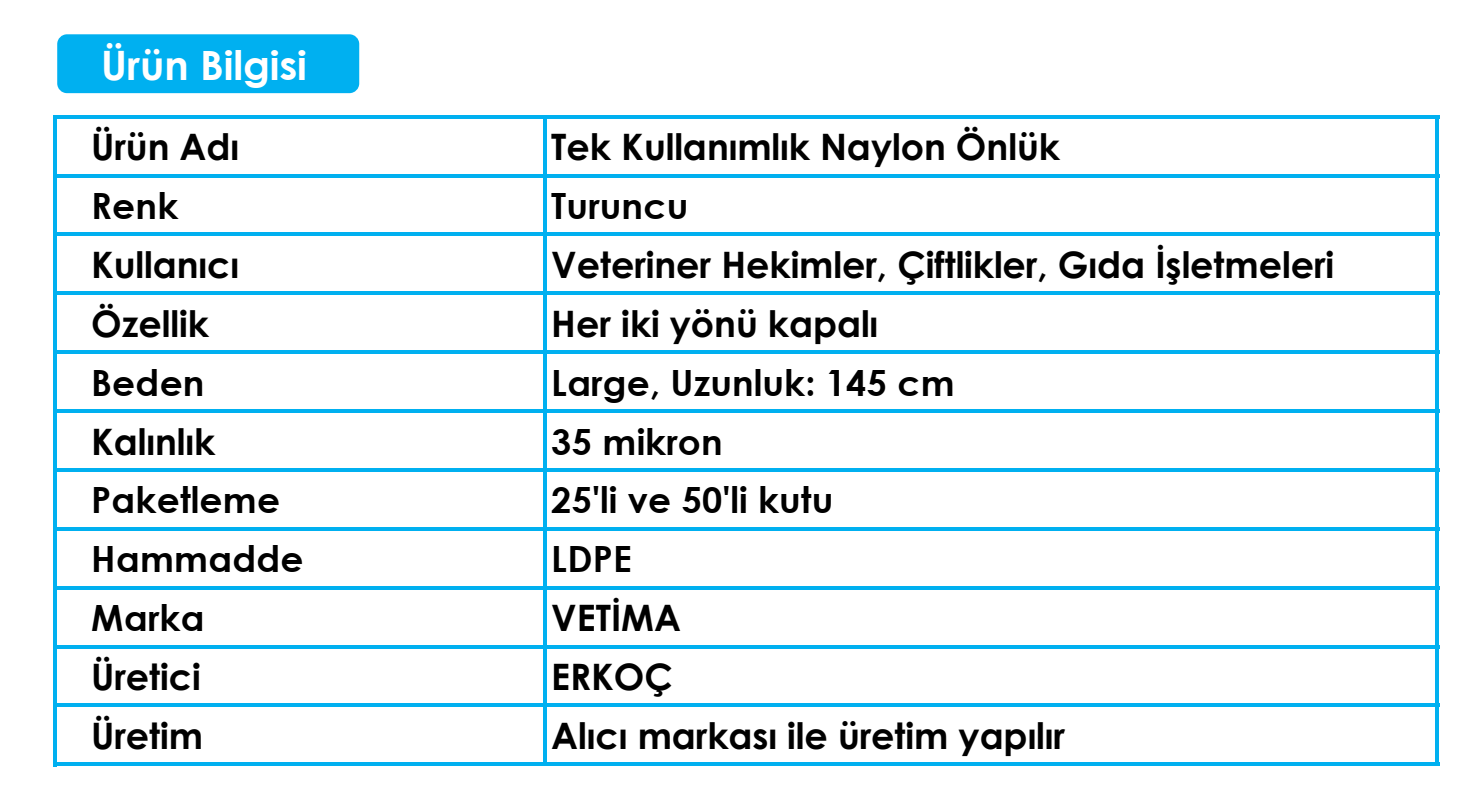 Ürün Bilgisi
Ürün Adı Tek Kullanımlık Naylon Önlük
Renk Turuncu
Kullanıcı Veteriner Hekimler, Çiftlikler, Gıda İşletmeleri
Özellik Her iki yönü kapalı
Beden Large, Uzunluk: 145 cm
Kalınlık 35 mikron
Paketleme 25'li ve 50'li kutu
Hammadde LDPE
Marka VETİMA
Üretici ERKOÇ
Üretim Alıcı markası ile üretim yapılır